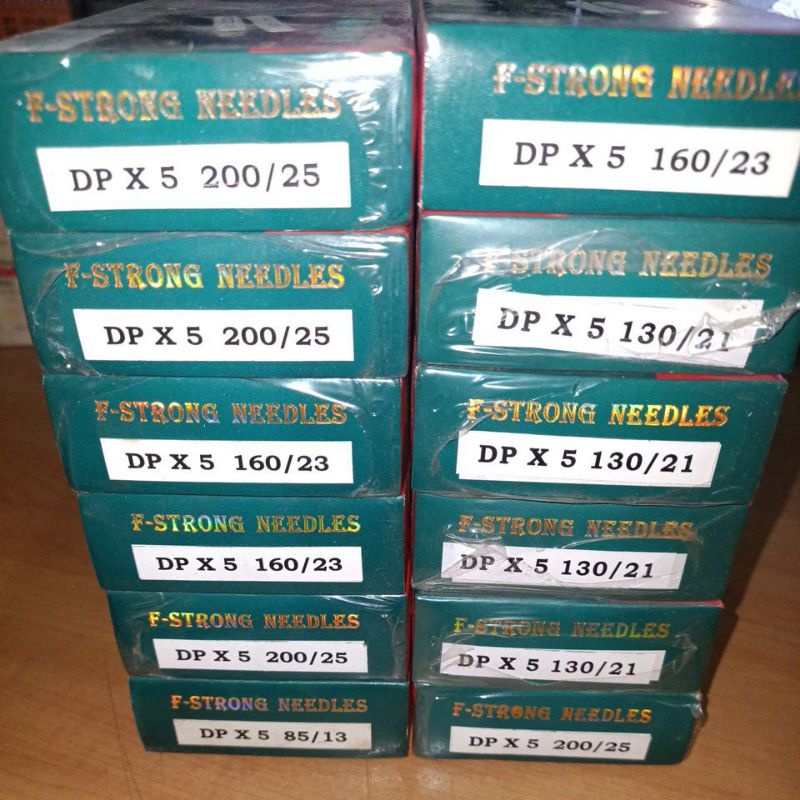 F-STRONG NEEDLES
DP X 5 200/25
F-STRONG NEEDLES
DP X 5 200/25
F-STRONG NEEDLES
DP X 5 160/23
F-STRONG NEEDLES
DP X 5 160/23
F-STRONG NEEDLES
DP X 5 200/25
F-STRONG NEEDLES
DP X 5 85/13
F-STRONG NEEDLE
DP X 5 160/23
F-STRONG NEEDLES
DP X 5 130/21
F-STRONG NEEDLES
DP X 5 130/21
F-STRONG NEEDLES
DP X 5 130/21
F-STRONG NEEDLES
DP X 5 130/21
F-STRONG NEEDLES
DP X 5 200/25